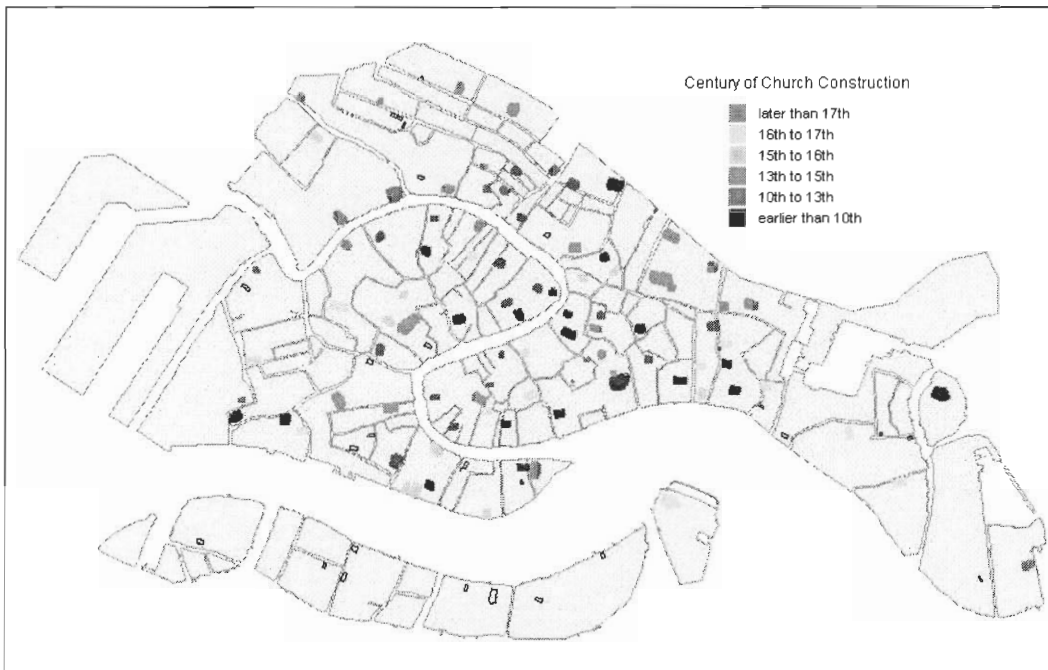 Century of Church Construction
later than 17th
16th to 17th
15th to 16th
13th to 15th
10th to 13th
earlier than 10th